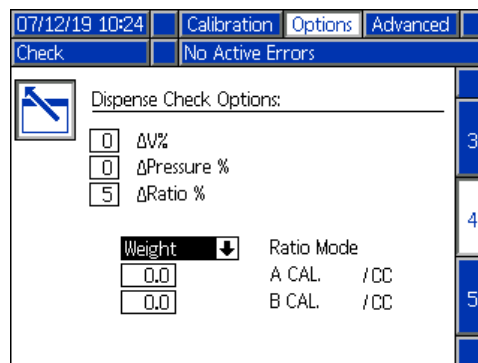 07/12/19 10:24 Calibration Options Advanced
Check No Active Errors
Dispense Check Options:
0 ΔV%
0 ΔPressure %
5 ΔRatio %
Weight Ratio Mode
0.0 A CAL. /CC
0.0 B CAL. /CC
3
4
5